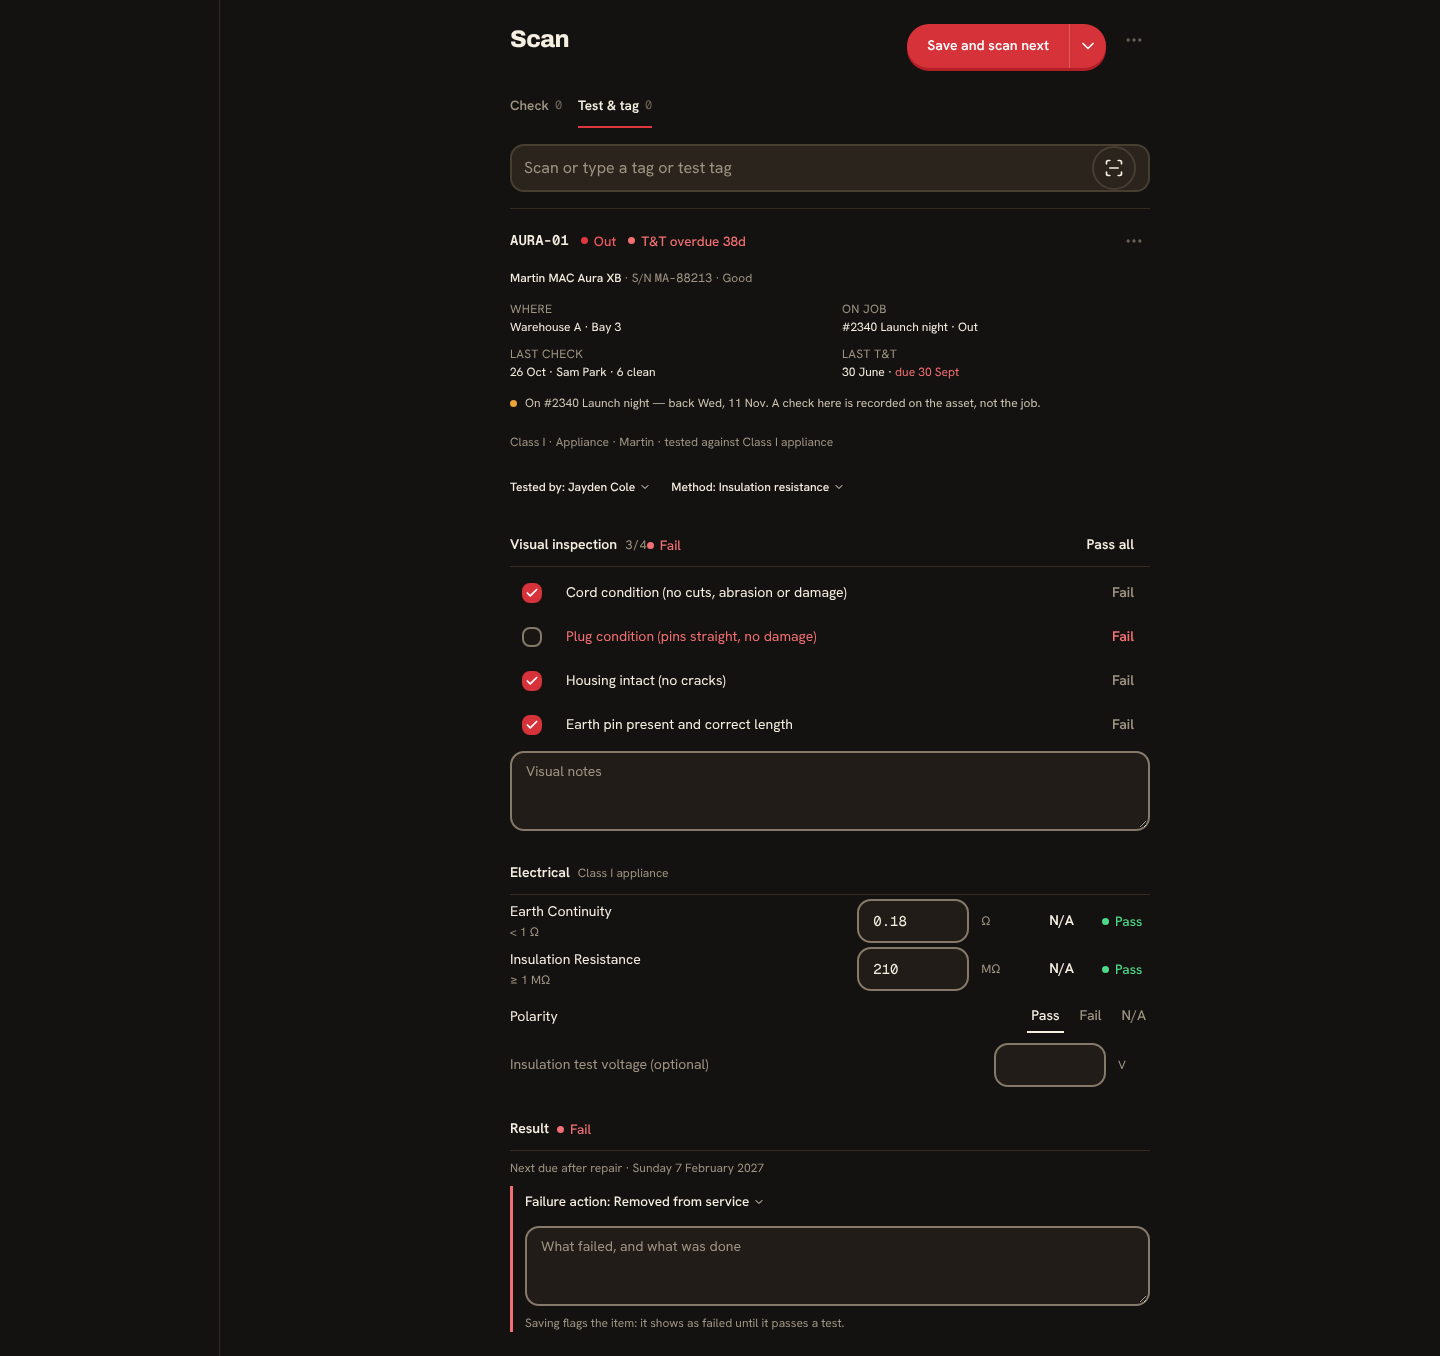 Scan
Save and scan next
Check 0 Test & tag 0
Scan or type a tag or test tag
AURA-01 Out T&T overdue 38d
Martin MAC Aura XB · S/N MA-88213 · Good
WHERE
Warehouse A · Bay 3
ON JOB
#2340 Launch night · Out
LAST CHECK
26 Oct · Sam Park · 6 clean
LAST T&T
30 June · due 30 Sept
On #2340 Launch night — back Wed, 11 Nov. A check here is recorded on the asset, not the job.
Class I · Appliance · Martin · tested against Class I appliance
Tested by: Jayden Cole Method: Insulation resistance
Visual inspection 3/4 Fail Pass all
Cord condition (no cuts, abrasion or damage) Fail
Plug condition (pins straight, no damage) Fail
Housing intact (no cracks) Fail
Earth pin present and correct length Fail
Visual notes
Electrical Class I appliance
Earth Continuity
< 1 Ω
0.18 Ω N/A Pass
Insulation Resistance
≥ 1 MΩ
210 MΩ N/A Pass
Polarity Pass Fail N/A
Insulation test voltage (optional) V
Result Fail
Next due after repair · Sunday 7 February 2027
Failure action: Removed from service
What failed, and what was done
Saving flags the item: it shows as failed until it passes a test.